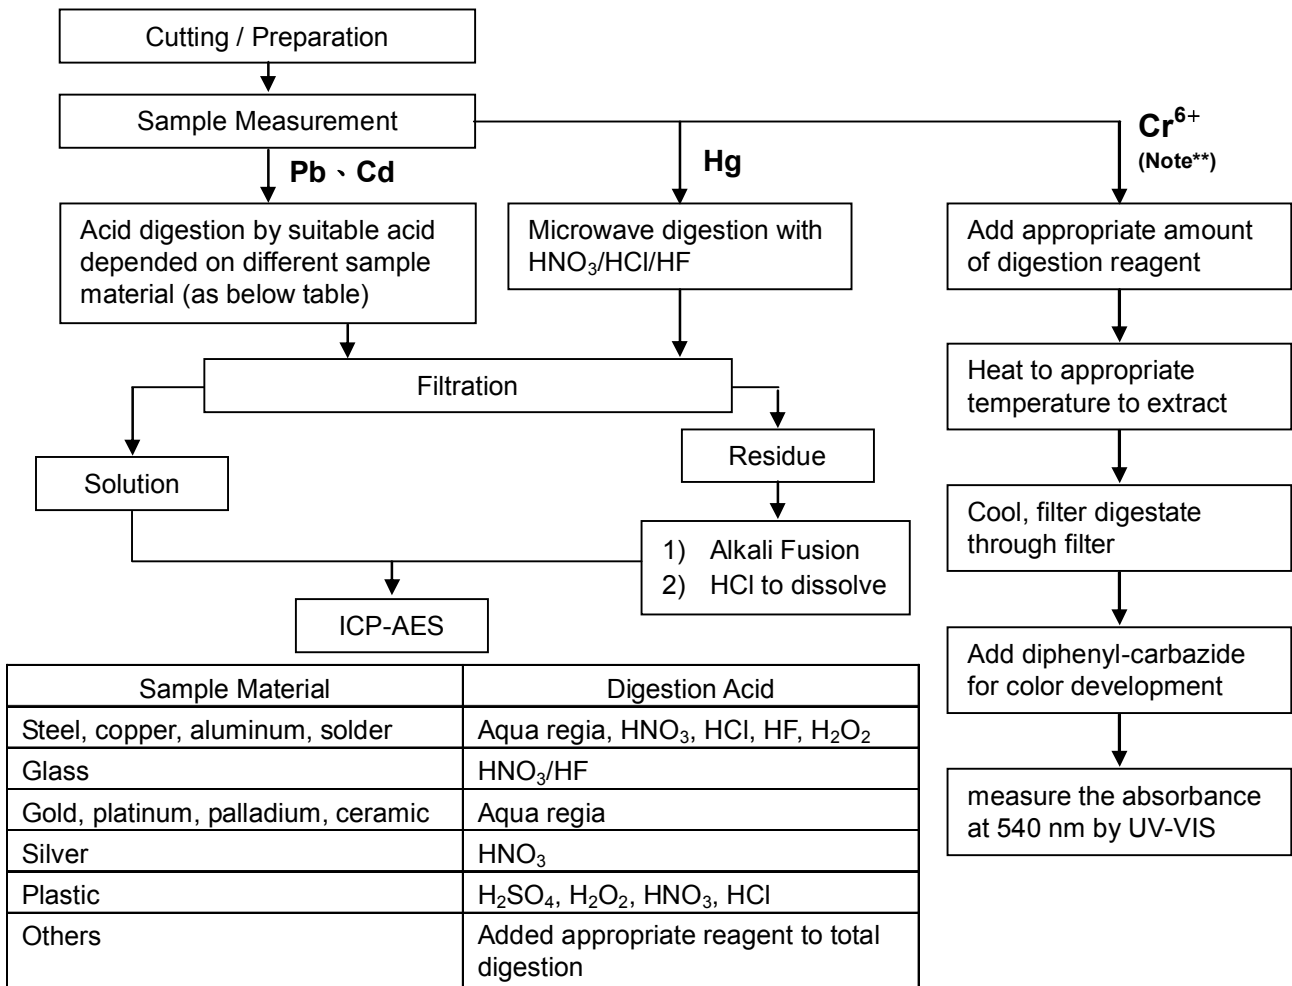 Cutting / Preparation
Sample Measurement
Pb、Cd
Hg
Cr⁶⁺
(Note**)
Acid digestion by suitable acid
depended on different sample
material (as below table)
Microwave digestion with
HNO₃/HCl/HF
Add appropriate amount
of digestion reagent
Filtration
Heat to appropriate
temperature to extract
Solution
Residue
1) Alkali Fusion
2) HCl to dissolve
Cool, filter digestate
through filter
ICP-AES
Add diphenyl-carbazide
for color development
measure the absorbance
at 540 nm by UV-VIS
Sample Material Digestion Acid
Steel, copper, aluminum, solder Aqua regia, HNO₃, HCl, HF, H₂O₂
Glass HNO₃/HF
Gold, platinum, palladium, ceramic Aqua regia
Silver HNO₃
Plastic H₂SO₄, H₂O₂, HNO₃, HCl
Others Added appropriate reagent to total
digestion